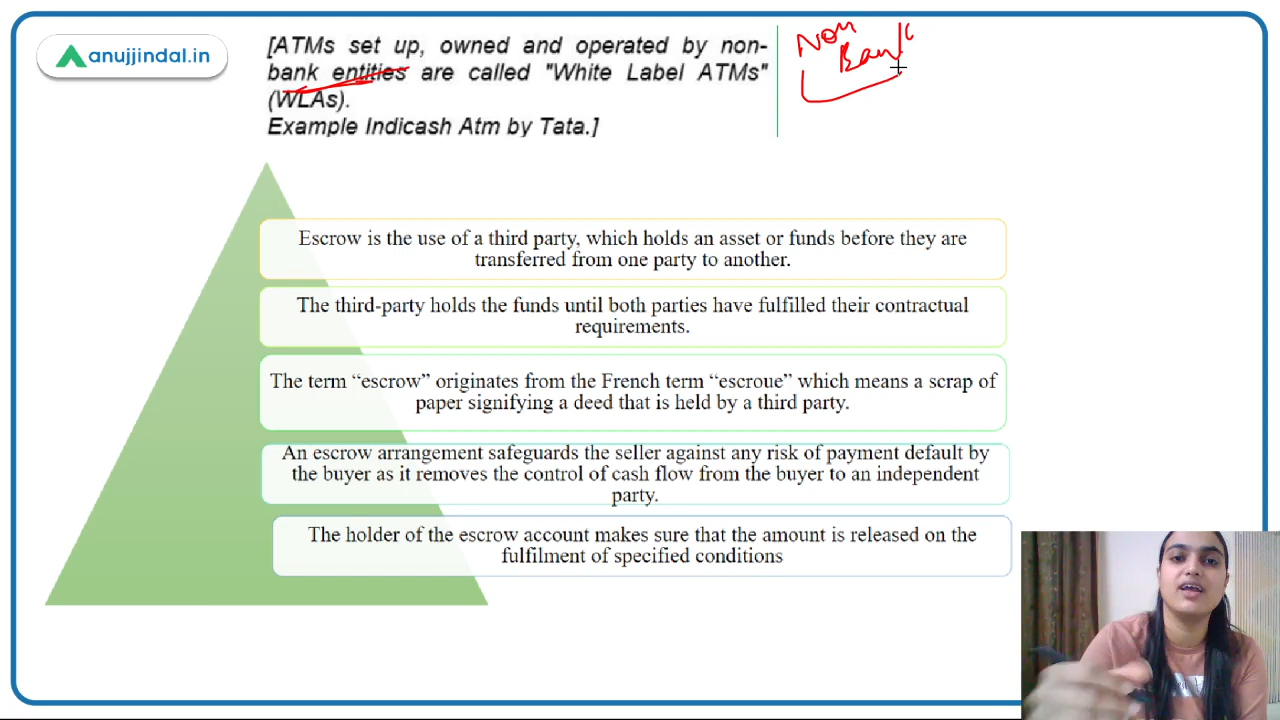 anujjindal.in
[ATMs set up, owned and operated by non-
bank entities are called "White Label ATMs"
(WLAs).
Example Indicash Atm by Tata.]
Non
Bank
Escrow is the use of a third party, which holds an asset or funds before they are
transferred from one party to another.
The third-party holds the funds until both parties have fulfilled their contractual
requirements.
The term “escrow” originates from the French term “escroue” which means a scrap of
paper signifying a deed that is held by a third party.
An escrow arrangement safeguards the seller against any risk of payment default by
the buyer as it removes the control of cash flow from the buyer to an independent
party.
The holder of the escrow account makes sure that the amount is released on the
fulfilment of specified conditions